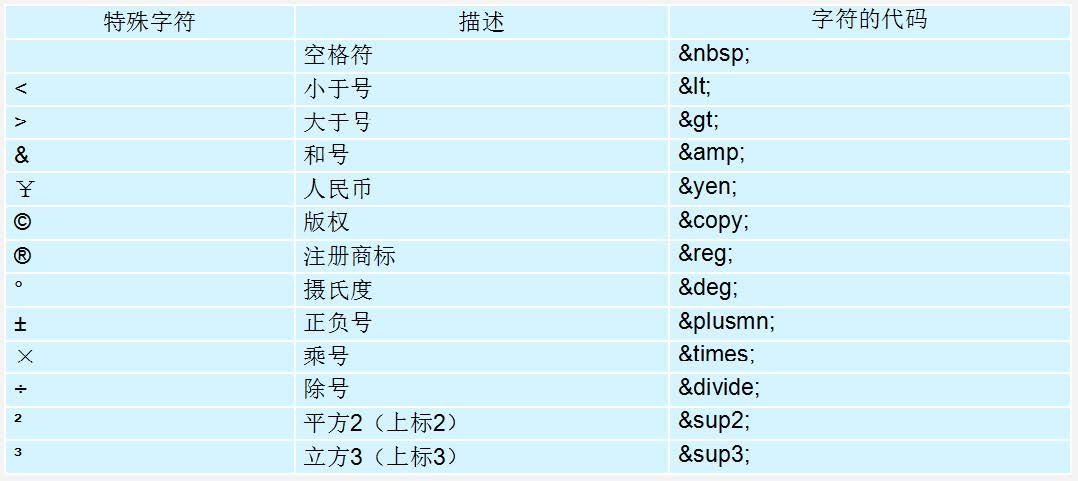 特殊字符 描述 字符的代码
空格符 &nbsp;
< 小于号 &lt;
> 大于号 &gt;
& 和号 &amp;
¥ 人民币 &yen;
© 版权 &copy;
® 注册商标 &reg;
° 摄氏度 &deg;
± 正负号 &plusmn;
× 乘号 &times;
÷ 除号 &divide;
² 平方2（上标2） &sup2;
³ 立方3（上标3） &sup3;